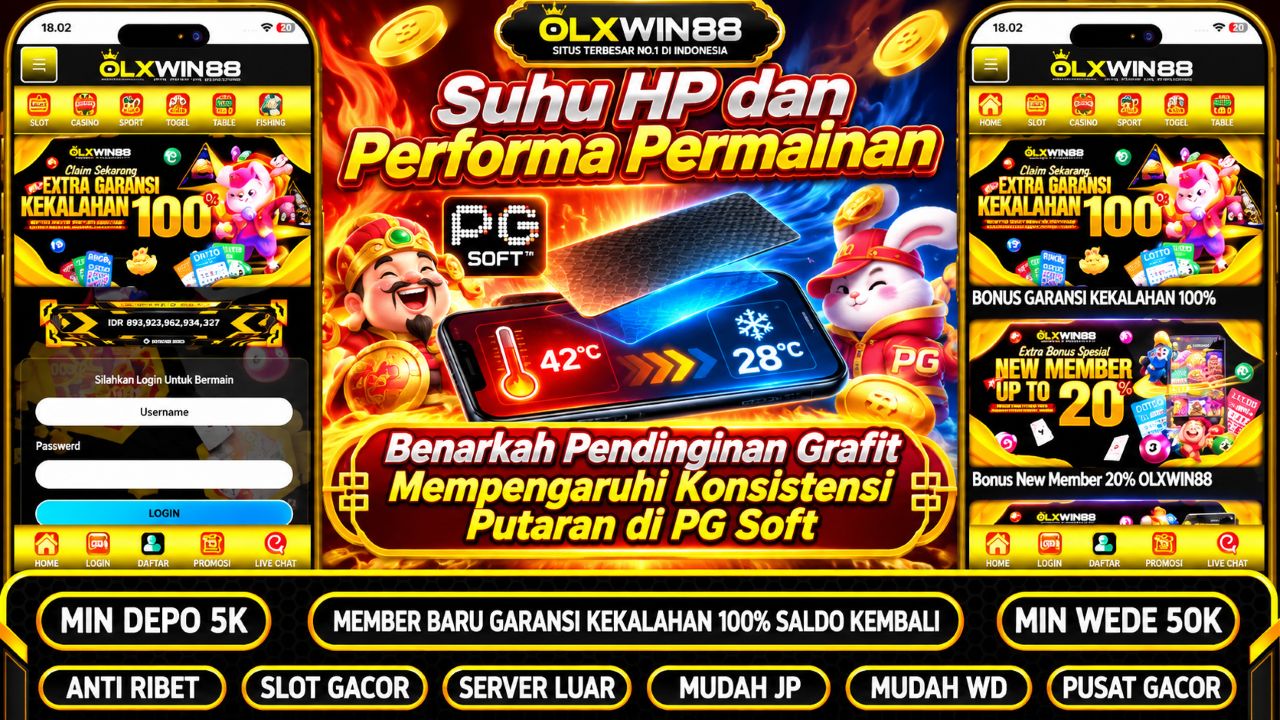 OLXWIN88
SITUS TERBESAR NO.1 DI INDONESIA
Suhu HP dan
Performa Permainan
PG
SOFT™
42°C
28°C
PG
Benarkah Pendinginan Grafit
Mempengaruhi Konsistensi
Putaran di PG Soft
18.02
20
OLXWIN88
SLOT
CASINO
SPORT
TOGEL
TABLE
FISHING
OLXWIN88
Claim Sekarang
EXTRA GARANSI
KEKALAHAN 100%
IDR 893,923,962,934,327
Silahkan Login Untuk Bermain
Username
Passwerd
LOGIN
HOME
LOGIN
DAFTAR
PROMOSI
LIVE CHAT
18.02
20
OLXWIN88
HOME
SLOT
CASINO
SPORT
TOGEL
TABLE
OLXWIN88
Claim Sekarang
EXTRA GARANSI
KEKALAHAN 100%
LOTTO
BONUS GARANSI KEKALAHAN 100%
OLXWIN88
Extra Bonus Spesial
NEW MEMBER
UP TO 20%
Bonus New Member 20% OLXWIN88
OLXWIN88
HOME
LOGIN
DAFTAR
PROMOSI
LIVE CHAT
MIN DEPO 5K
MEMBER BARU GARANSI KEKALAHAN 100% SALDO KEMBALI
MIN WEDE 50K
ANTI RIBET
SLOT GACOR
SERVER LUAR
MUDAH JP
MUDAH WD
PUSAT GACOR